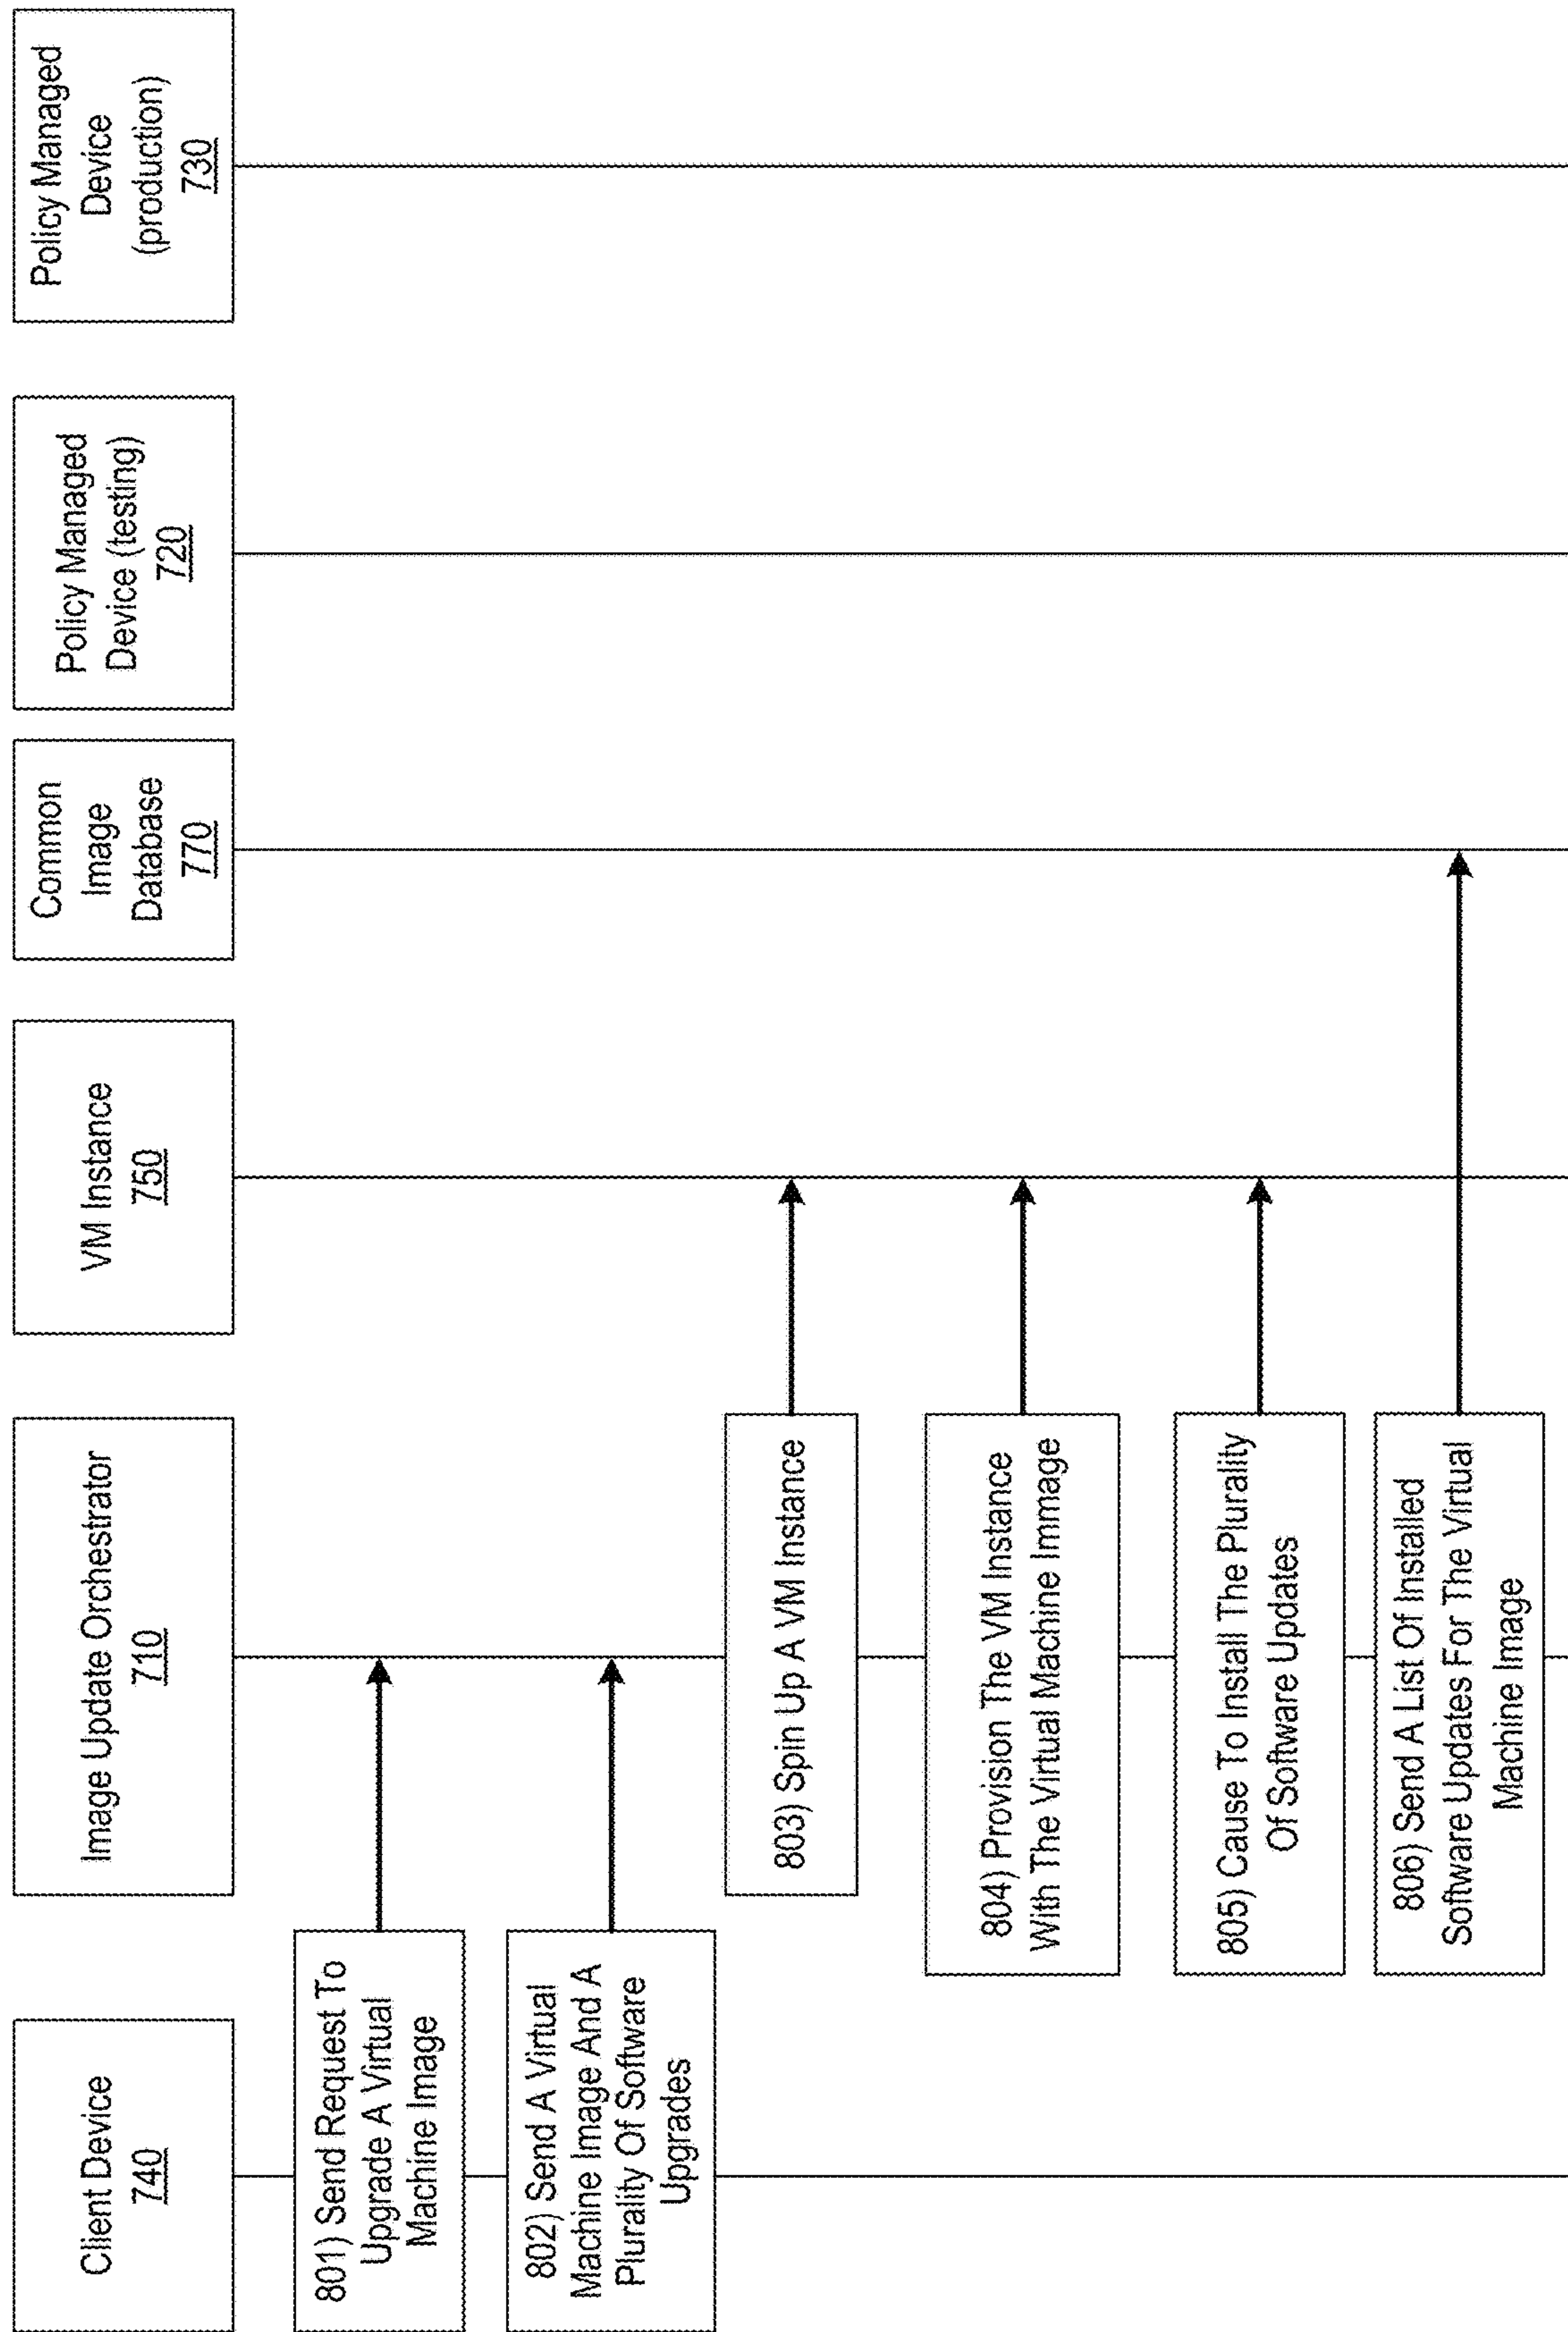 Client Device
740
Image Update Orchestrator
710
VM Instance
750
Common
Image
Database
770
Policy Managed
Device (testing)
720
Policy Managed
Device
(production)
730
801) Send Request To
Upgrade A Virtual
Machine Image
802) Send A Virtual
Machine Image And A
Plurality Of Software
Upgrades
803) Spin Up A VM Instance
804) Provision The VM Instance
With The Virtual Machine Immage
805) Cause To Install The Plurality
Of Software Updates
806) Send A List Of Installed
Software Updates For The Virtual
Machine Image